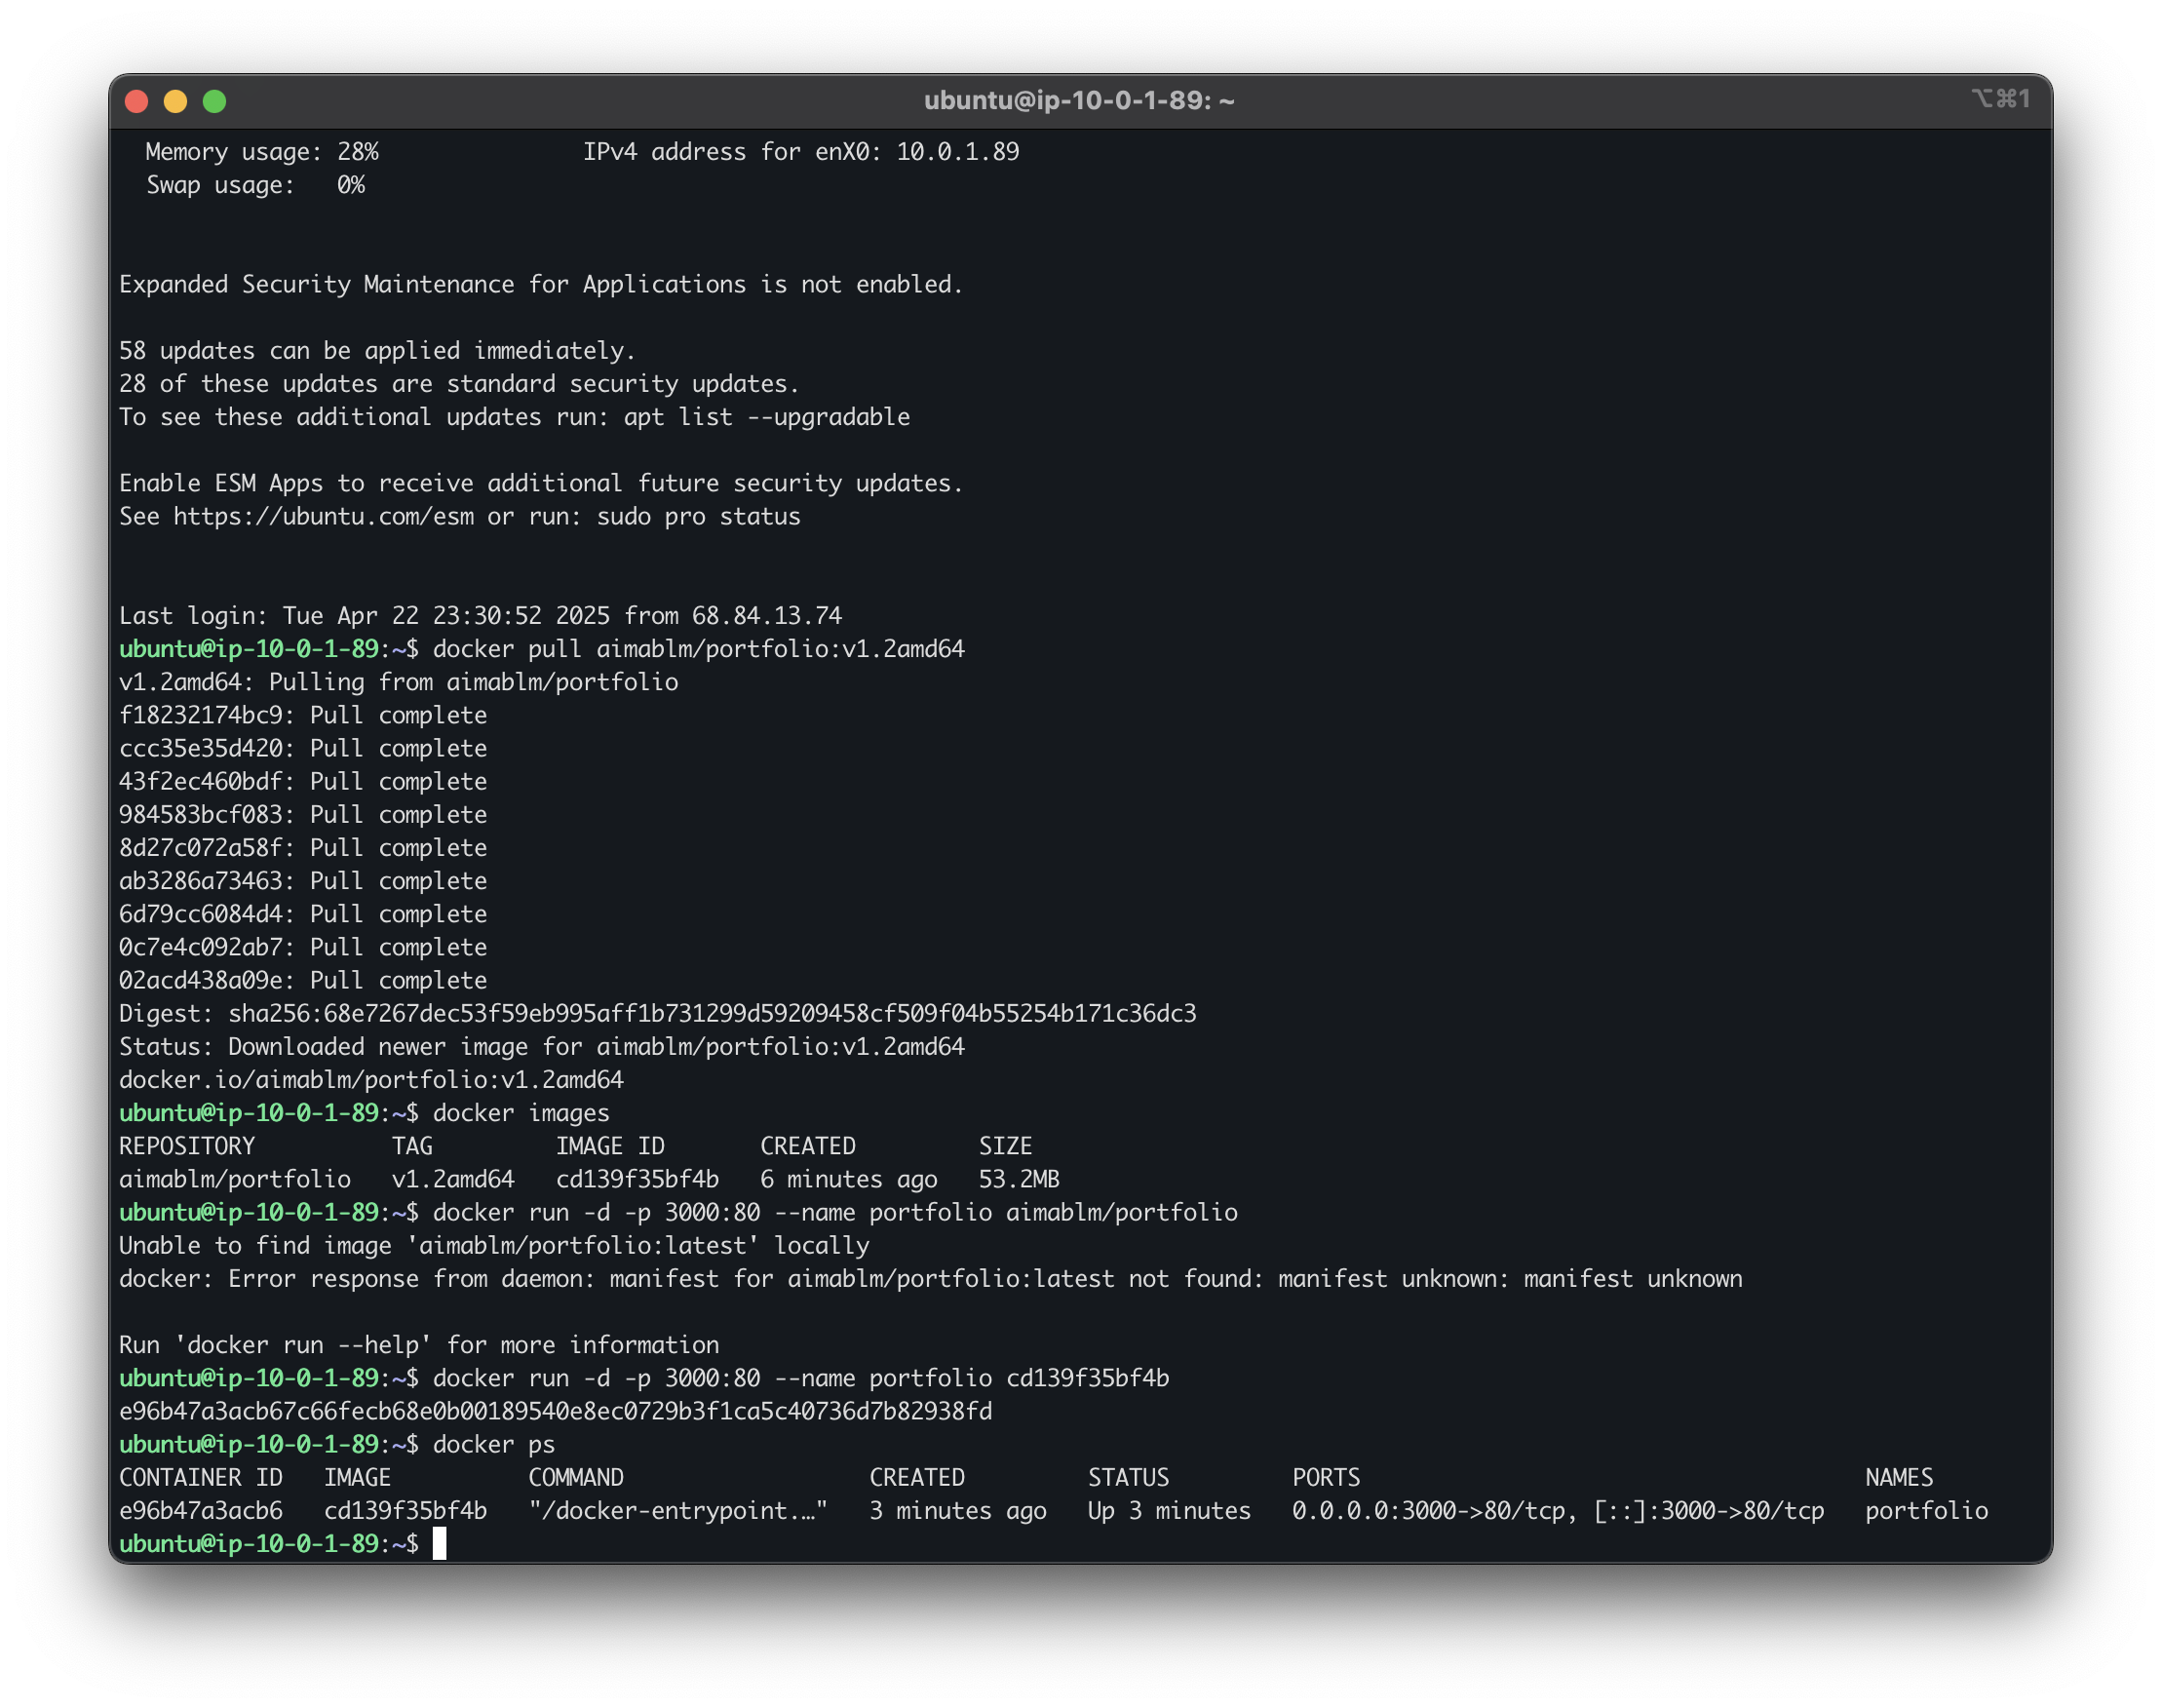 ubuntu@ip-10-0-1-89: ~
⌥⌘1
Memory usage: 28%               IPv4 address for enX0: 10.0.1.89
Swap usage:   0%
Expanded Security Maintenance for Applications is not enabled.
58 updates can be applied immediately.
28 of these updates are standard security updates.
To see these additional updates run: apt list --upgradable
Enable ESM Apps to receive additional future security updates.
See https://ubuntu.com/esm or run: sudo pro status
Last login: Tue Apr 22 23:30:52 2025 from 68.84.13.74
ubuntu@ip-10-0-1-89:~$ docker pull aimablm/portfolio:v1.2amd64
v1.2amd64: Pulling from aimablm/portfolio
f18232174bc9: Pull complete
ccc35e35d420: Pull complete
43f2ec460bdf: Pull complete
984583bcf083: Pull complete
8d27c072a58f: Pull complete
ab3286a73463: Pull complete
6d79cc6084d4: Pull complete
0c7e4c092ab7: Pull complete
02acd438a09e: Pull complete
Digest: sha256:68e7267dec53f59eb995aff1b731299d59209458cf509f04b55254b171c36dc3
Status: Downloaded newer image for aimablm/portfolio:v1.2amd64
docker.io/aimablm/portfolio:v1.2amd64
ubuntu@ip-10-0-1-89:~$ docker images
REPOSITORY          TAG         IMAGE ID       CREATED         SIZE
aimablm/portfolio   v1.2amd64   cd139f35bf4b   6 minutes ago   53.2MB
ubuntu@ip-10-0-1-89:~$ docker run -d -p 3000:80 --name portfolio aimablm/portfolio
Unable to find image 'aimablm/portfolio:latest' locally
docker: Error response from daemon: manifest for aimablm/portfolio:latest not found: manifest unknown: manifest unknown
Run 'docker run --help' for more information
ubuntu@ip-10-0-1-89:~$ docker run -d -p 3000:80 --name portfolio cd139f35bf4b
e96b47a3acb67c66fecb68e0b00189540e8ec0729b3f1ca5c40736d7b82938fd
ubuntu@ip-10-0-1-89:~$ docker ps
CONTAINER ID   IMAGE          COMMAND                  CREATED         STATUS         PORTS                                     NAMES
e96b47a3acb6   cd139f35bf4b   "/docker-entrypoint.…"   3 minutes ago   Up 3 minutes   0.0.0.0:3000->80/tcp, [::]:3000->80/tcp   portfolio
ubuntu@ip-10-0-1-89:~$